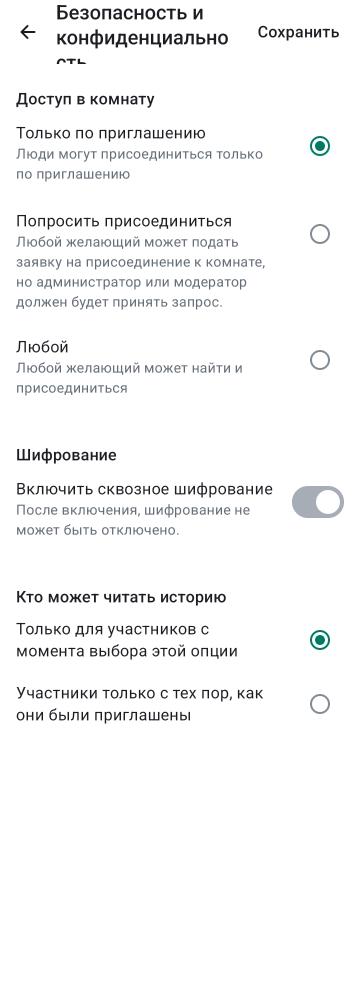 Безопасность и
конфиденциально
сть
Сохранить
Доступ в комнату
Только по приглашению
Люди могут присоединиться только
по приглашению
Попросить присоединиться
Любой желающий может подать
заявку на присоединение к комнате,
но администратор или модератор
должен будет принять запрос.
Любой
Любой желающий может найти и
присоединиться
Шифрование
Включить сквозное шифрование
После включения, шифрование не
может быть отключено.
Кто может читать историю
Только для участников с
момента выбора этой опции
Участники только с тех пор, как
они были приглашены